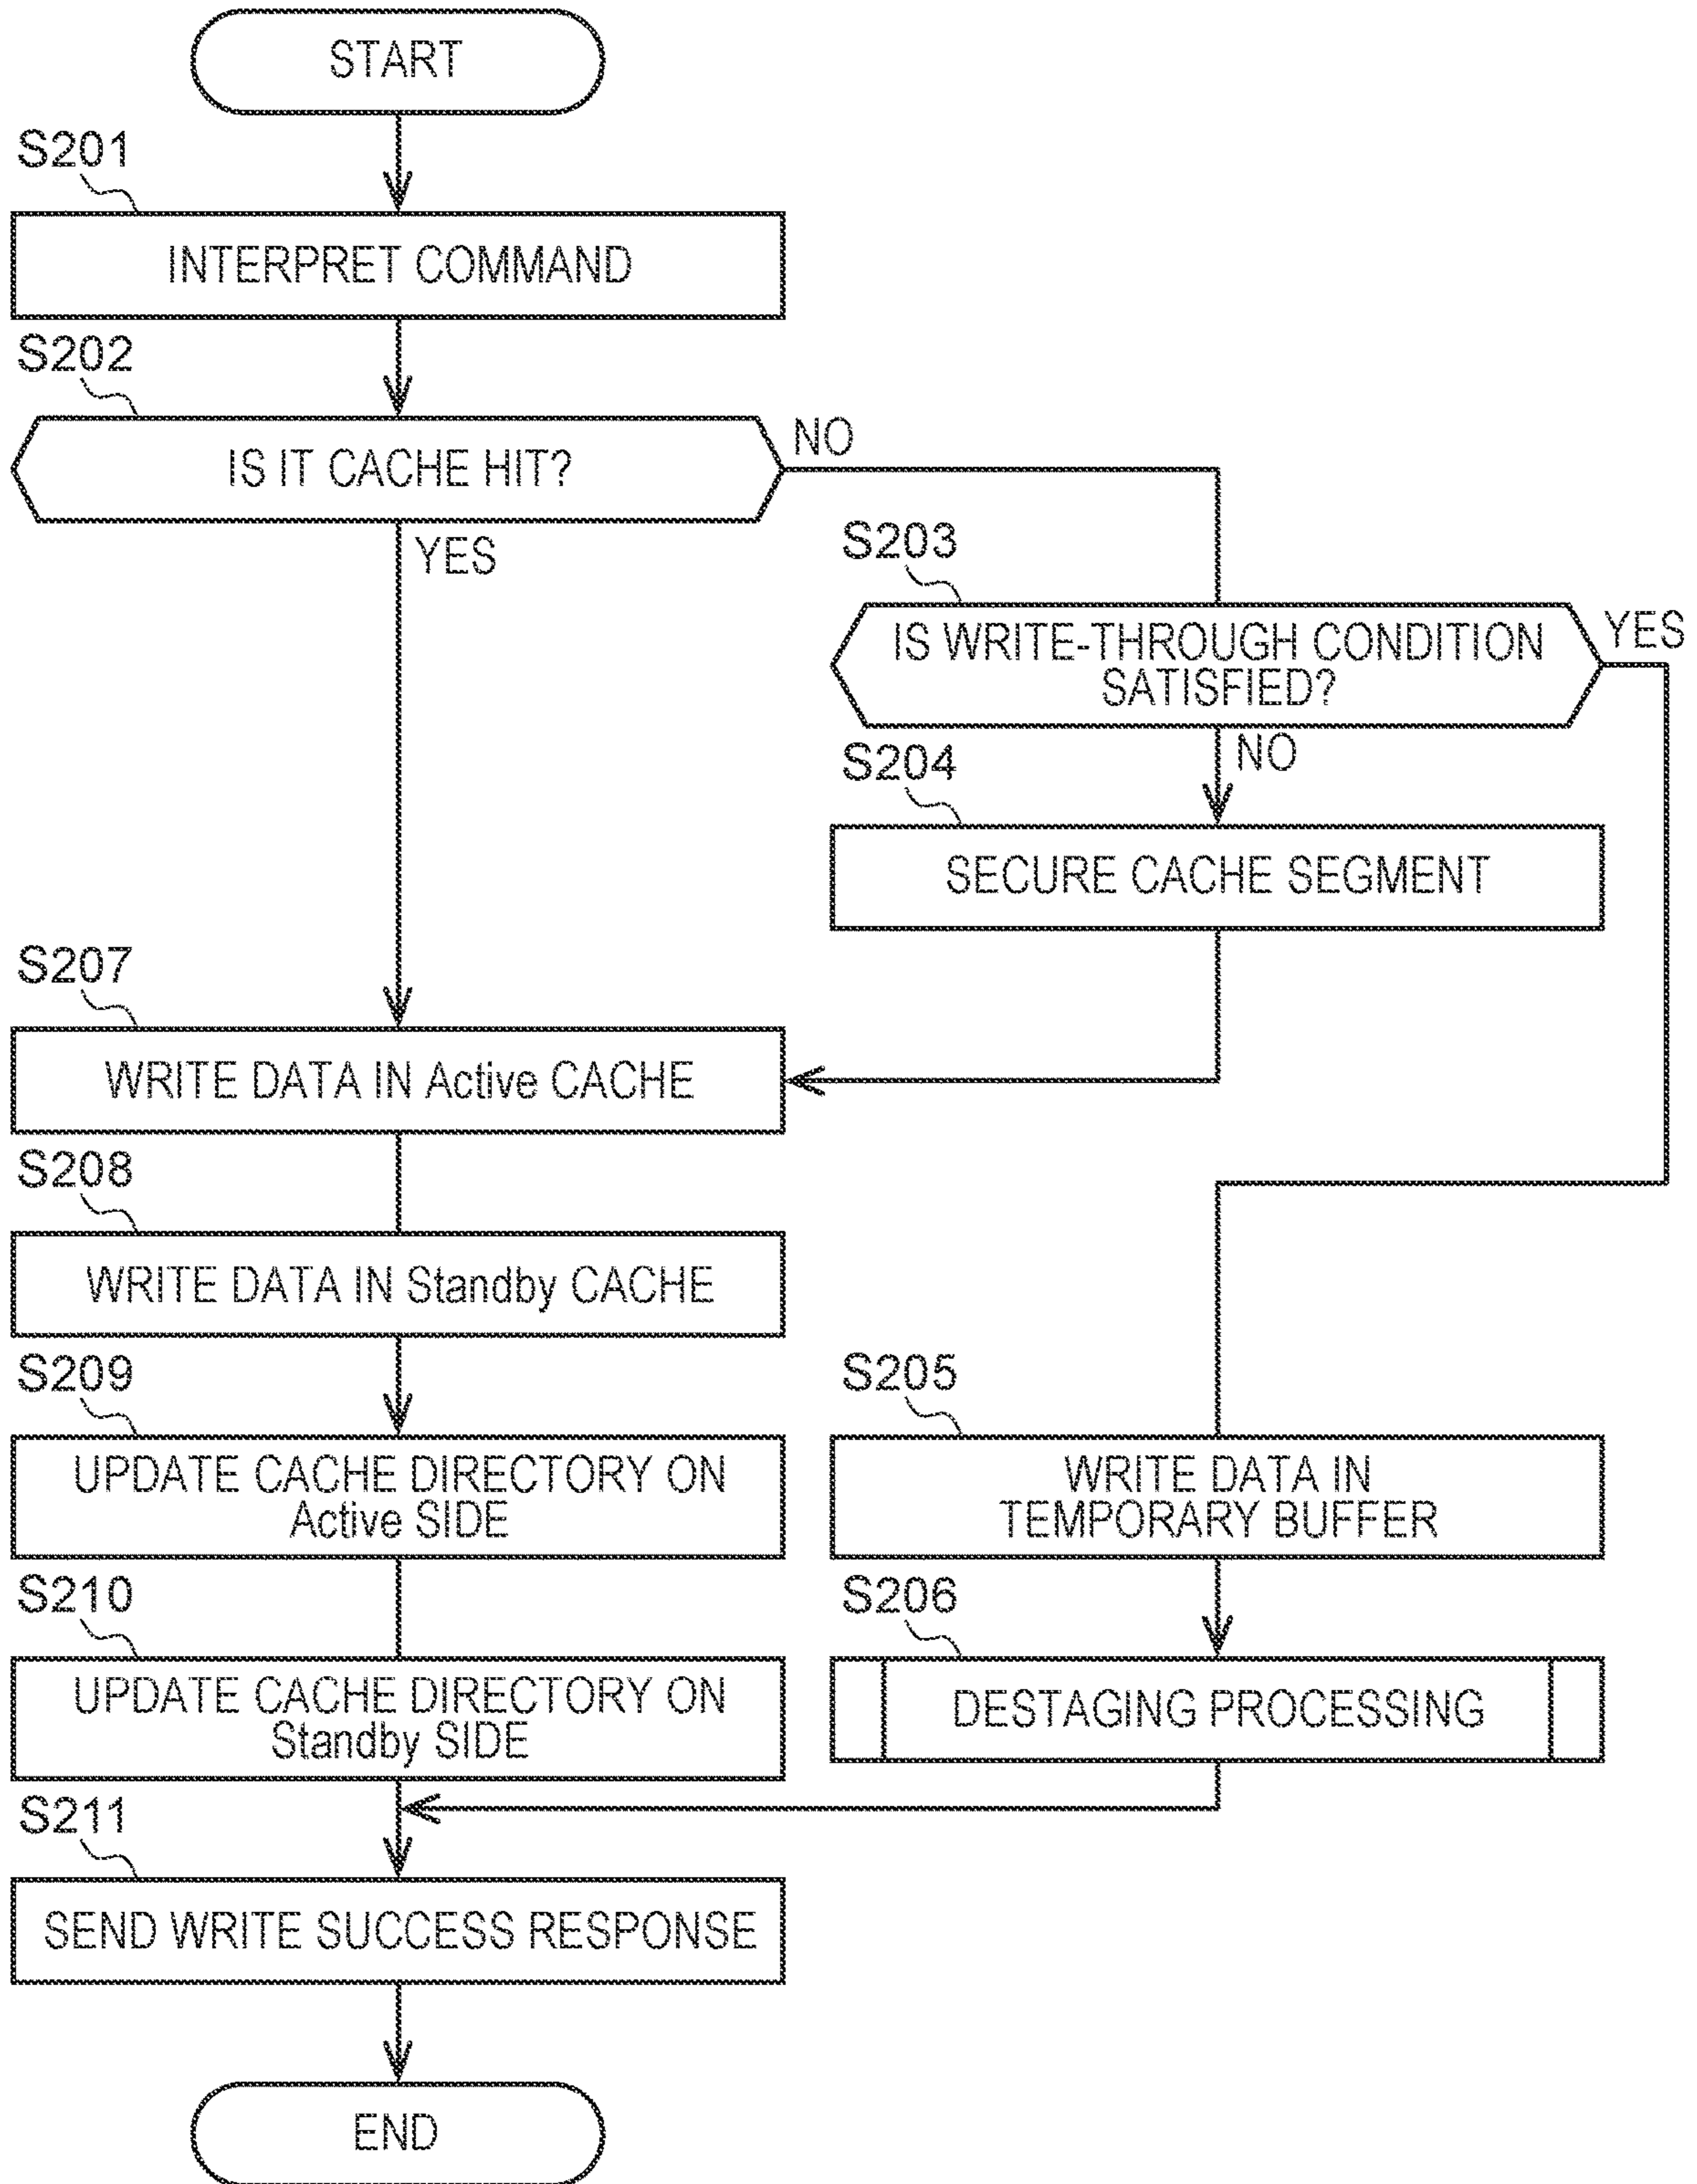 START
S201
INTERPRET COMMAND
S202
IS IT CACHE HIT?
NO
YES
S203
IS WRITE-THROUGH CONDITION
SATISFIED?
YES
NO
S204
SECURE CACHE SEGMENT
S207
WRITE DATA IN Active CACHE
S208
WRITE DATA IN Standby CACHE
S209
UPDATE CACHE DIRECTORY ON
Active SIDE
S205
WRITE DATA IN
TEMPORARY BUFFER
S210
UPDATE CACHE DIRECTORY ON
Standby SIDE
S206
DESTAGING PROCESSING
S211
SEND WRITE SUCCESS RESPONSE
END